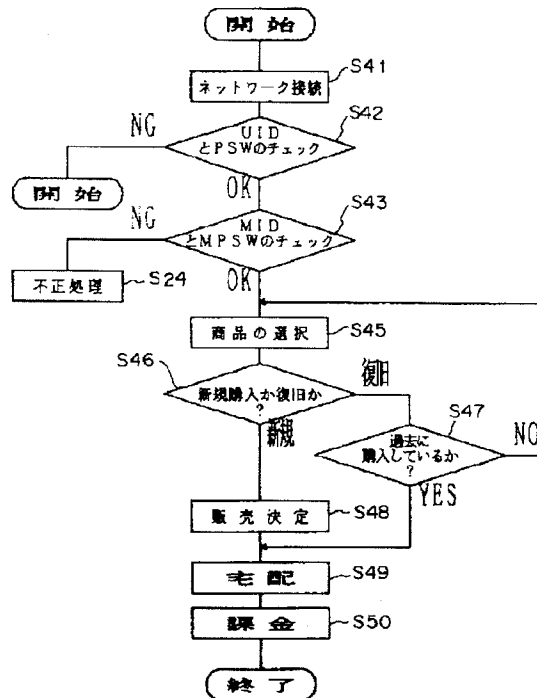 開始
S41
ネットワーク接続
S42
NG
UID
とPSWのチェック
開始
OK
S43
NG
MID
とMPSWのチェック
不正処理
S24
OK
商品の選択
S45
S46
復旧
新規購入か復旧か
?
新規
S47
過去に
購入しているか
?
NO
YES
販売決定
S48
宅配
S49
課金
S50
終了